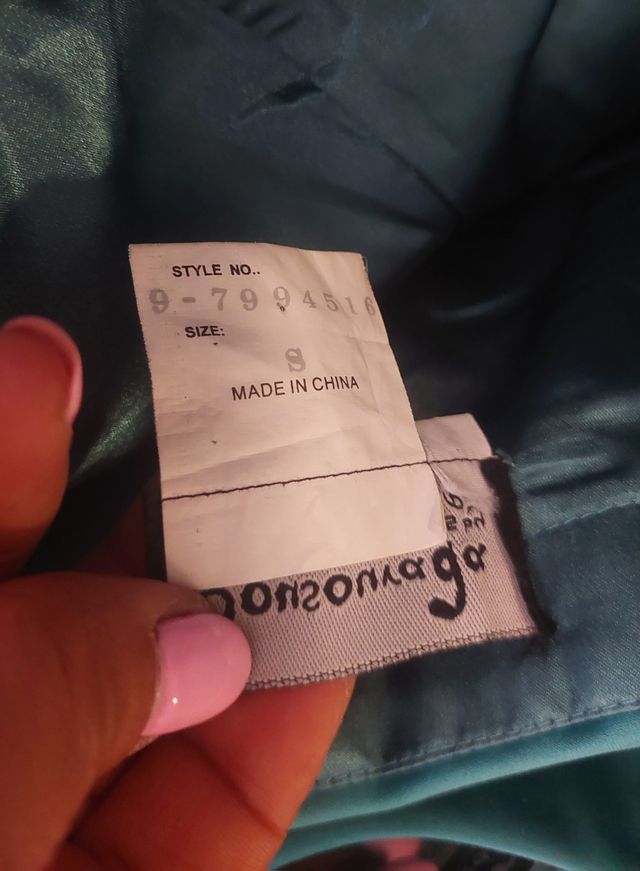 STYLE NO..
9-7994516
SIZE:
S
MADE IN CHINA